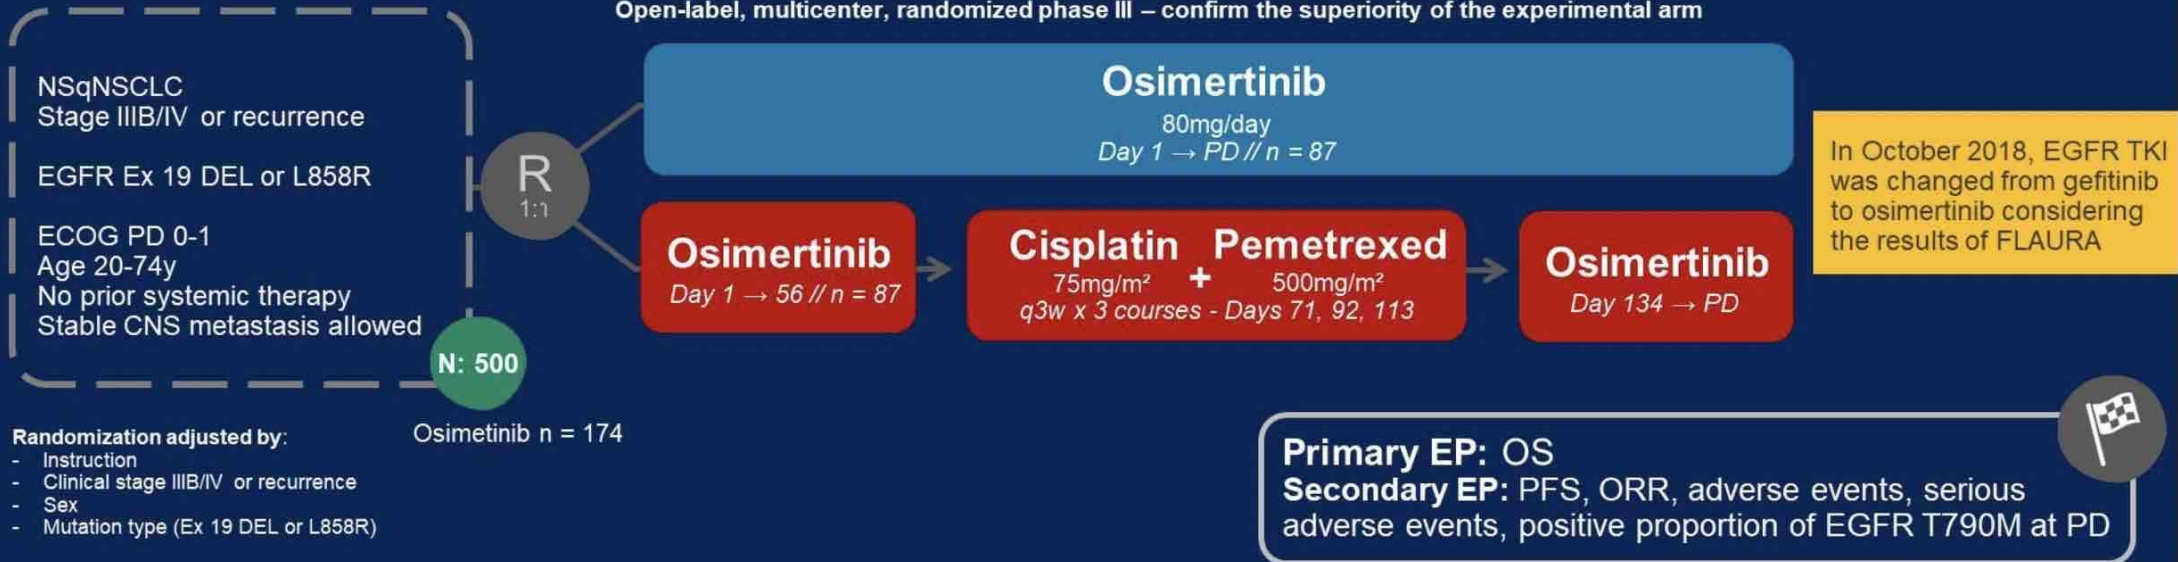 Open-label, multicenter, randomized phase III – confirm the superiority of the experimental arm
NSqNSCLC
Stage IIIB/IV or recurrence
EGFR Ex 19 DEL or L858R
ECOG PD 0-1
Age 20-74y
No prior systemic therapy
Stable CNS metastasis allowed
N: 500
Osimetinib n = 174
Randomization adjusted by:
- Instruction
- Clinical stage IIIB/IV or recurrence
- Sex
- Mutation type (Ex 19 DEL or L858R)
R
1:1
Osimertinib
80mg/day
Day 1 → PD // n = 87
Osimertinib
Day 1 → 56 // n = 87
Cisplatin + Pemetrexed
75mg/m² 500mg/m²
q3w x 3 courses - Days 71, 92, 113
Osimertinib
Day 134 → PD
In October 2018, EGFR TKI
was changed from gefitinib
to osimertinib considering
the results of FLAURA
Primary EP: OS
Secondary EP: PFS, ORR, adverse events, serious
adverse events, positive proportion of EGFR T790M at PD